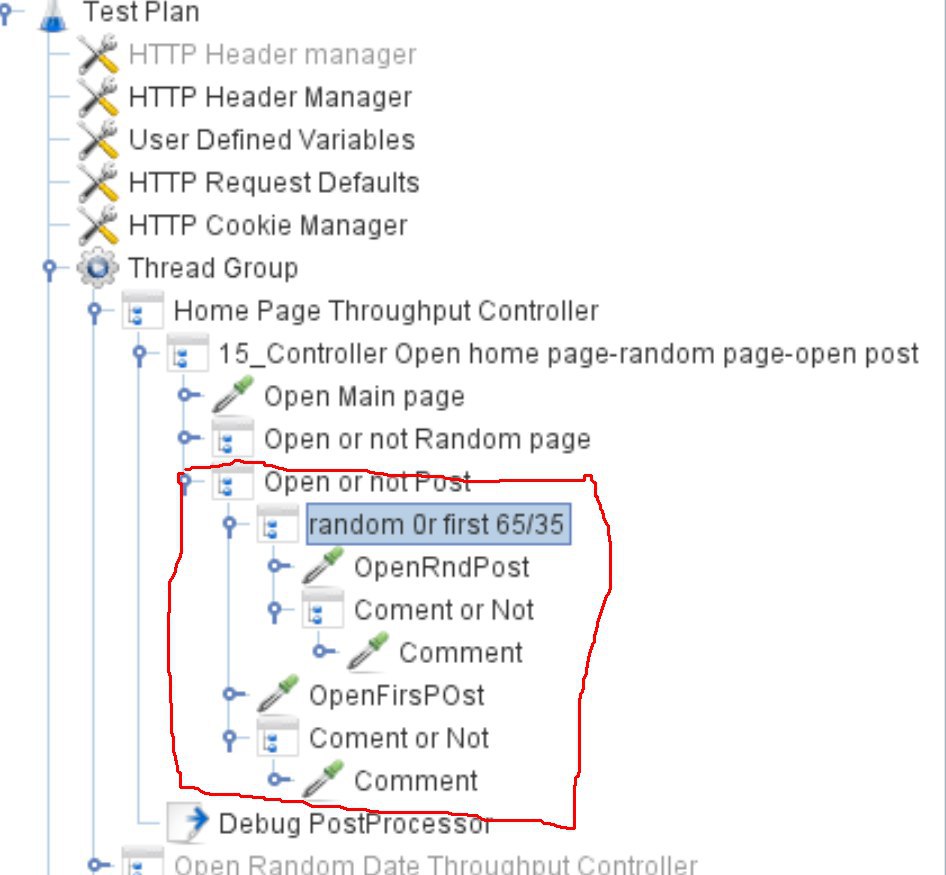 Test Plan
HTTP Header manager
HTTP Header Manager
User Defined Variables
HTTP Request Defaults
HTTP Cookie Manager
Thread Group
Home Page Throughput Controller
15_Controller Open home page-random page-open post
Open Main page
Open or not Random page
Open or not Post
random 0r first 65/35
OpenRndPost
Coment or Not
Comment
OpenFirsPOst
Coment or Not
Comment
Debug PostProcessor
Open Random Date Throughput Controller